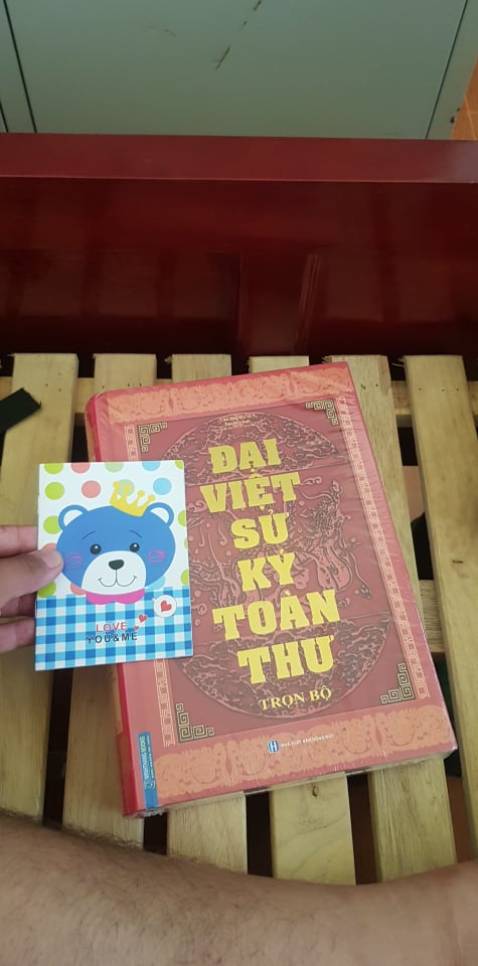 ĐẠI
VIỆT
SỬ
KÝ
TOÀN
THƯ
TRỌN BỘ
LOVE
YOU&ME